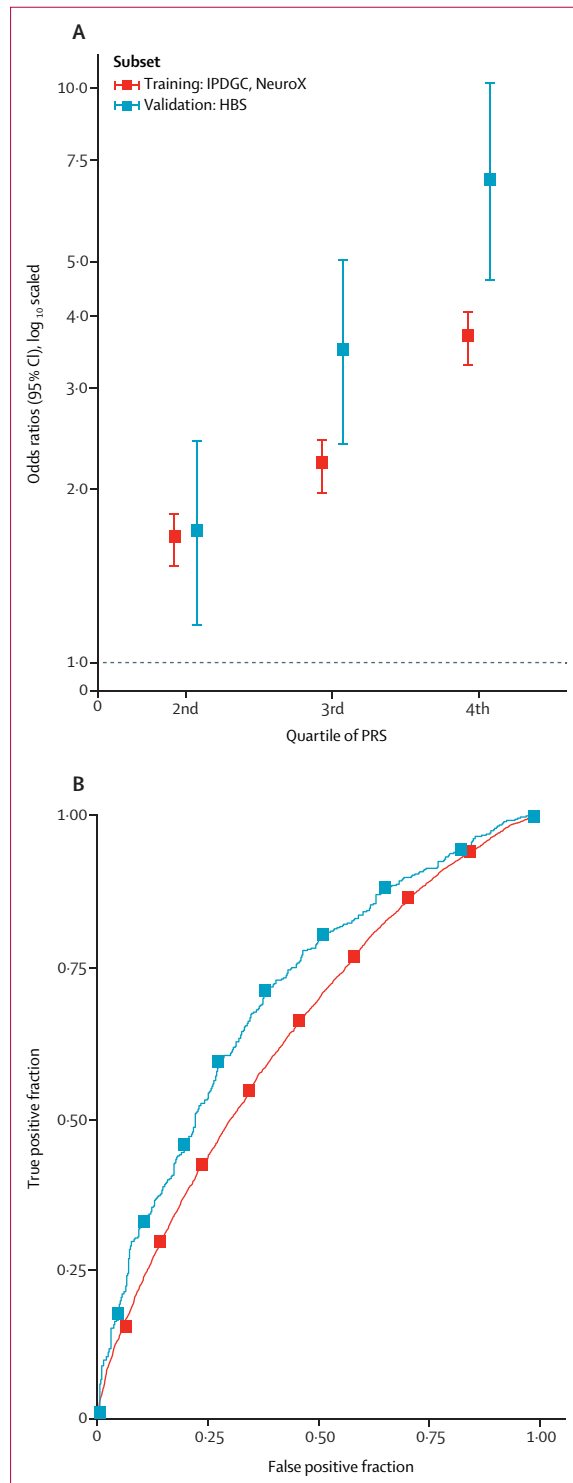 A
Subset
Training: IPDGC, NeuroX
Validation: HBS
10·0
7·5
5·0
4·0
3·0
2·0
1·0
0
Odds ratios (95% CI), log 10 scaled
0
2nd
3rd
4th
Quartile of PRS
B
1·00
0·75
0·50
0·25
0
True positive fraction
0
0·25
0·50
0·75
1·00
False positive fraction